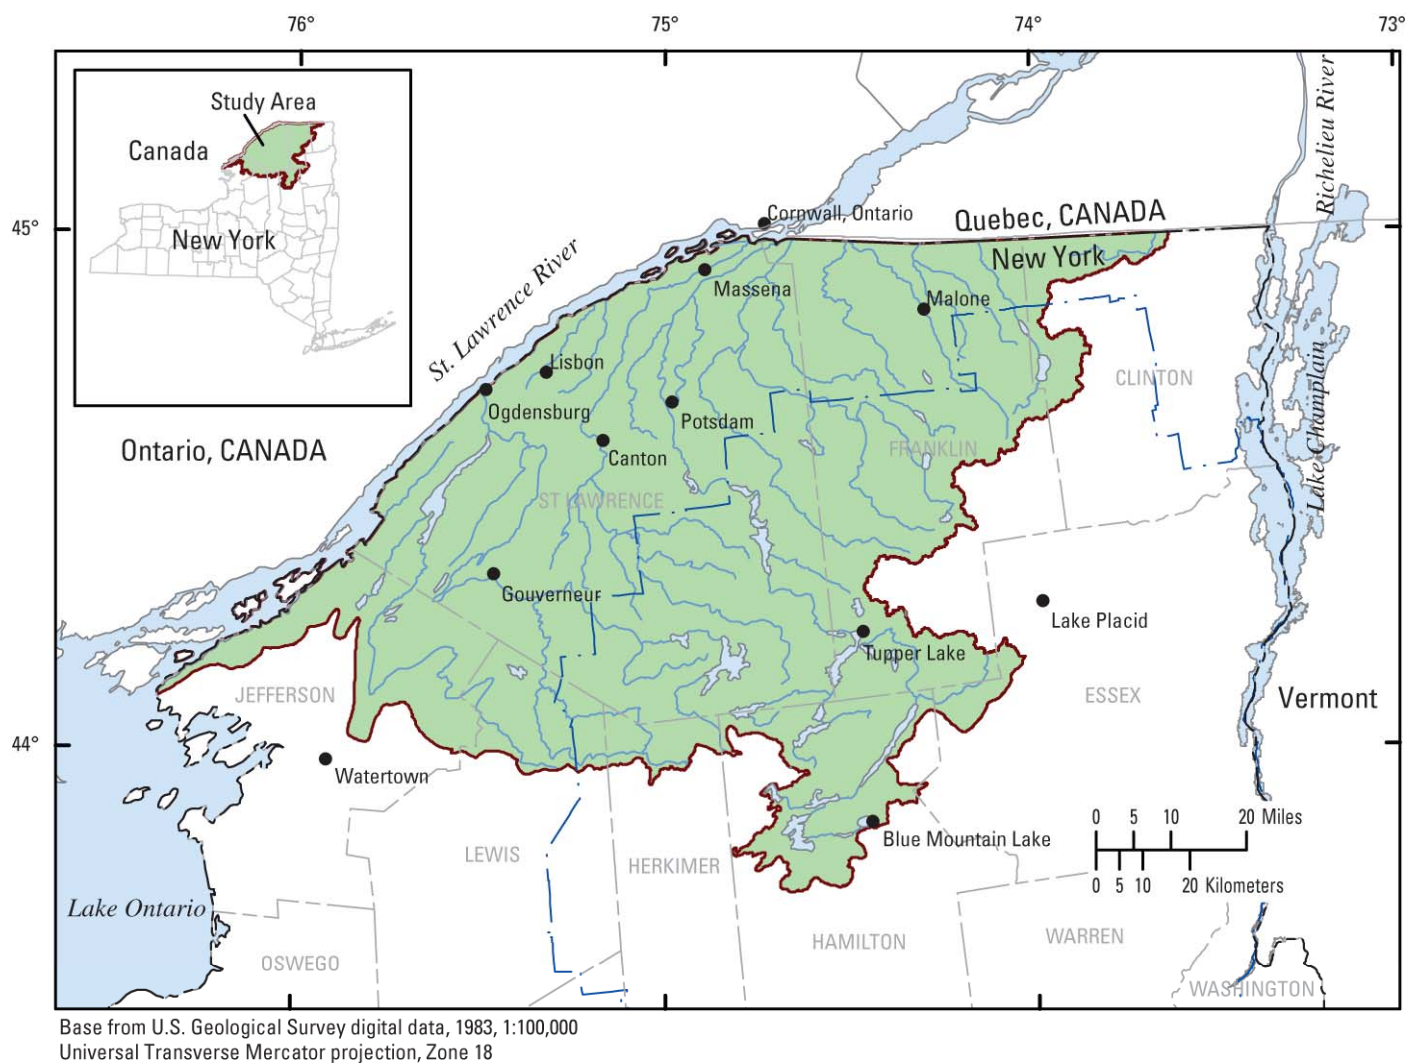 76°
75°
74°
73°
Study Area
Canada
New York
Richelieu River
45°
Cornwall, Ontario
Quebec, CANADA
New York
St. Lawrence River
Massena
Malone
Lisbon
Ogdensburg
Potsdam
CLINTON
Lake Champlain
Ontario, CANADA
Canton
FRANKLIN
ST LAWRENCE
Gouverneur
Lake Placid
Tupper Lake
JEFFERSON
ESSEX
Vermont
44°
Watertown
0 5 10 20 Miles
Blue Mountain Lake
LEWIS
HERKIMER
0 5 10 20 Kilometers
Lake Ontario
HAMILTON
WARREN
OSWEGO
WASHINGTON
Base from U.S. Geological Survey digital data, 1983, 1:100,000
Universal Transverse Mercator projection, Zone 18